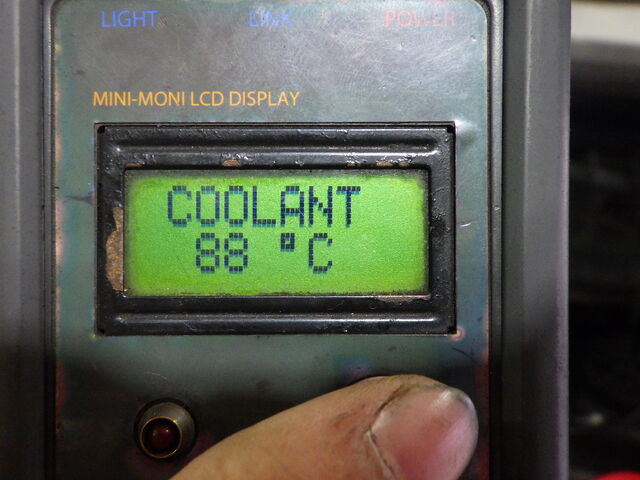 LIGHT LINK POWER
MINI-MONI LCD DISPLAY
COOLANT
88 °C